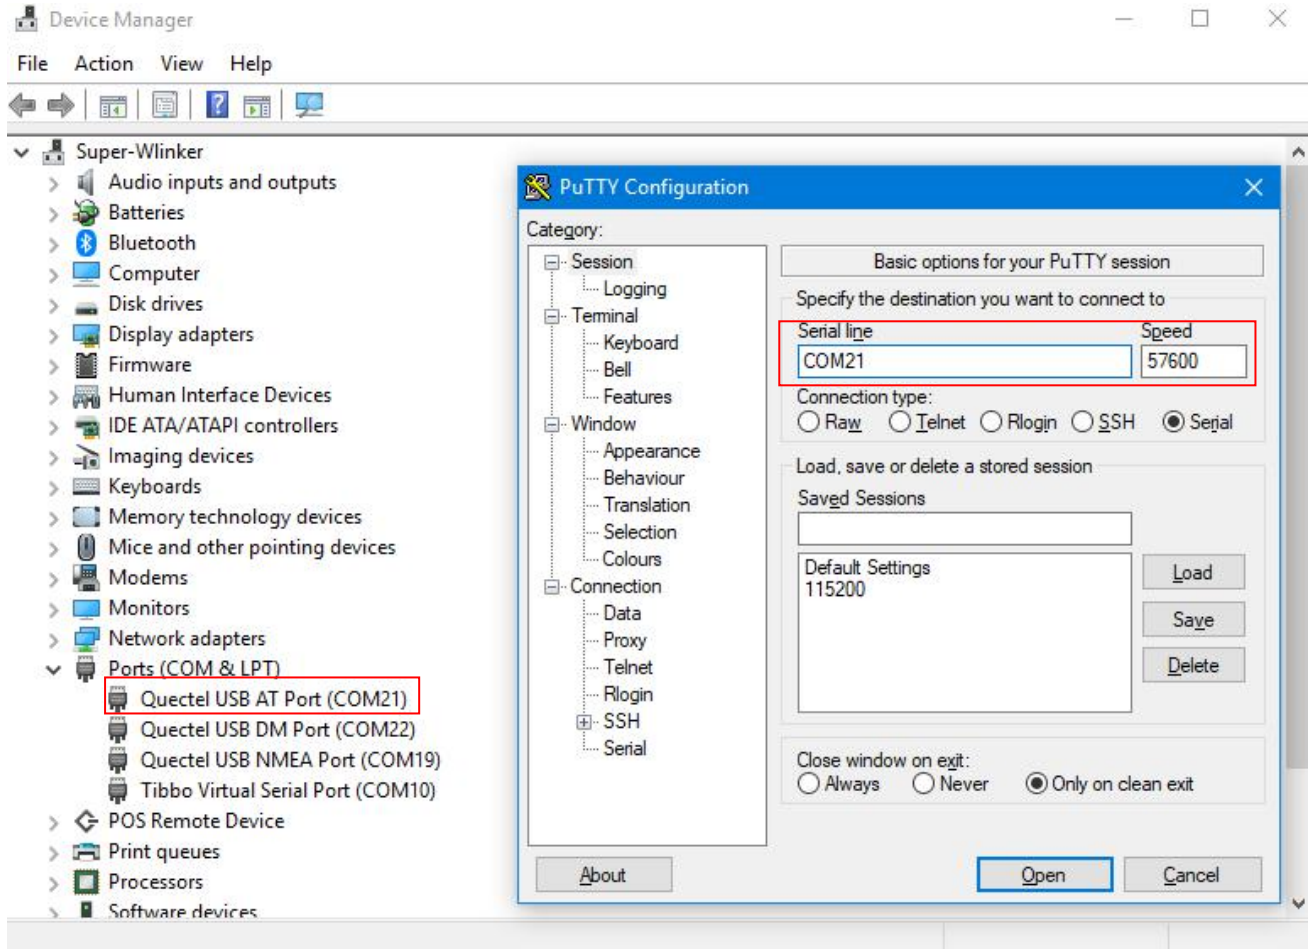 Device Manager
File Action View Help
Super-Wlinker
Audio inputs and outputs
Batteries
Bluetooth
Computer
Disk drives
Display adapters
Firmware
Human Interface Devices
IDE ATA/ATAPI controllers
Imaging devices
Keyboards
Memory technology devices
Mice and other pointing devices
Modems
Monitors
Network adapters
Ports (COM & LPT)
Quectel USB AT Port (COM21)
Quectel USB DM Port (COM22)
Quectel USB NMEA Port (COM19)
Tibbo Virtual Serial Port (COM10)
POS Remote Device
Print queues
Processors
Software devices
PuTTY Configuration
Category:
Session
Logging
Terminal
Keyboard
Bell
Features
Window
Appearance
Behaviour
Translation
Selection
Colours
Connection
Data
Proxy
Telnet
Rlogin
SSH
Serial
Basic options for your PuTTY session
Specify the destination you want to connect to
Serial line Speed
COM21 57600
Connection type:
Raw Telnet Rlogin SSH Serial
Load, save or delete a stored session
Saved Sessions
Default Settings
115200
Load
Save
Delete
Close window on exit:
Always Never Only on clean exit
About Open Cancel